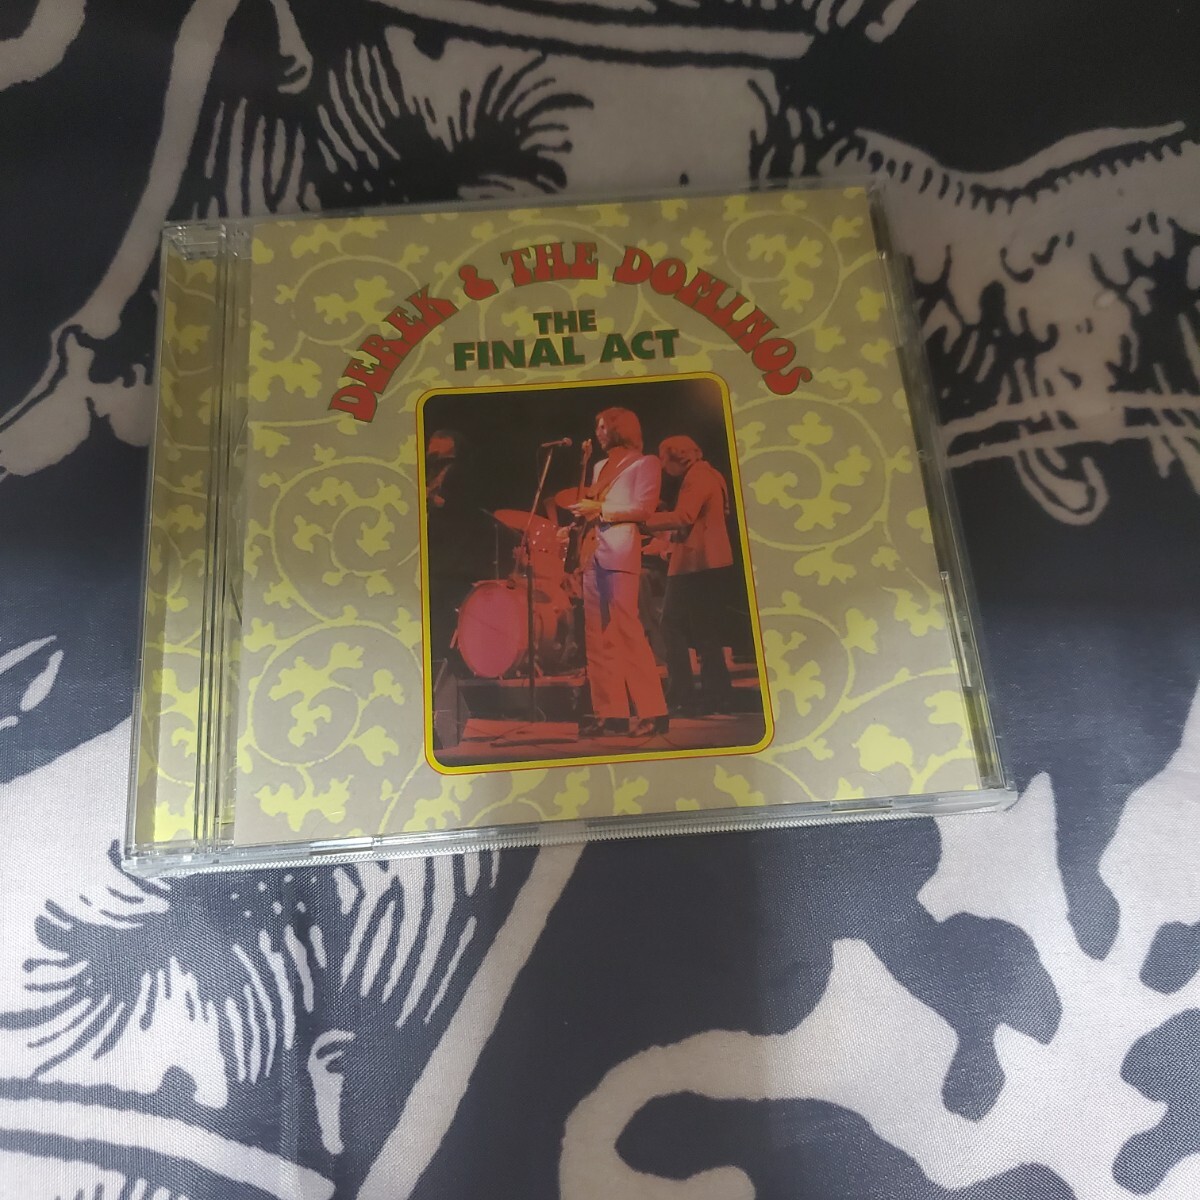 DEREK & THE DOMINOS
THE
FINAL ACT